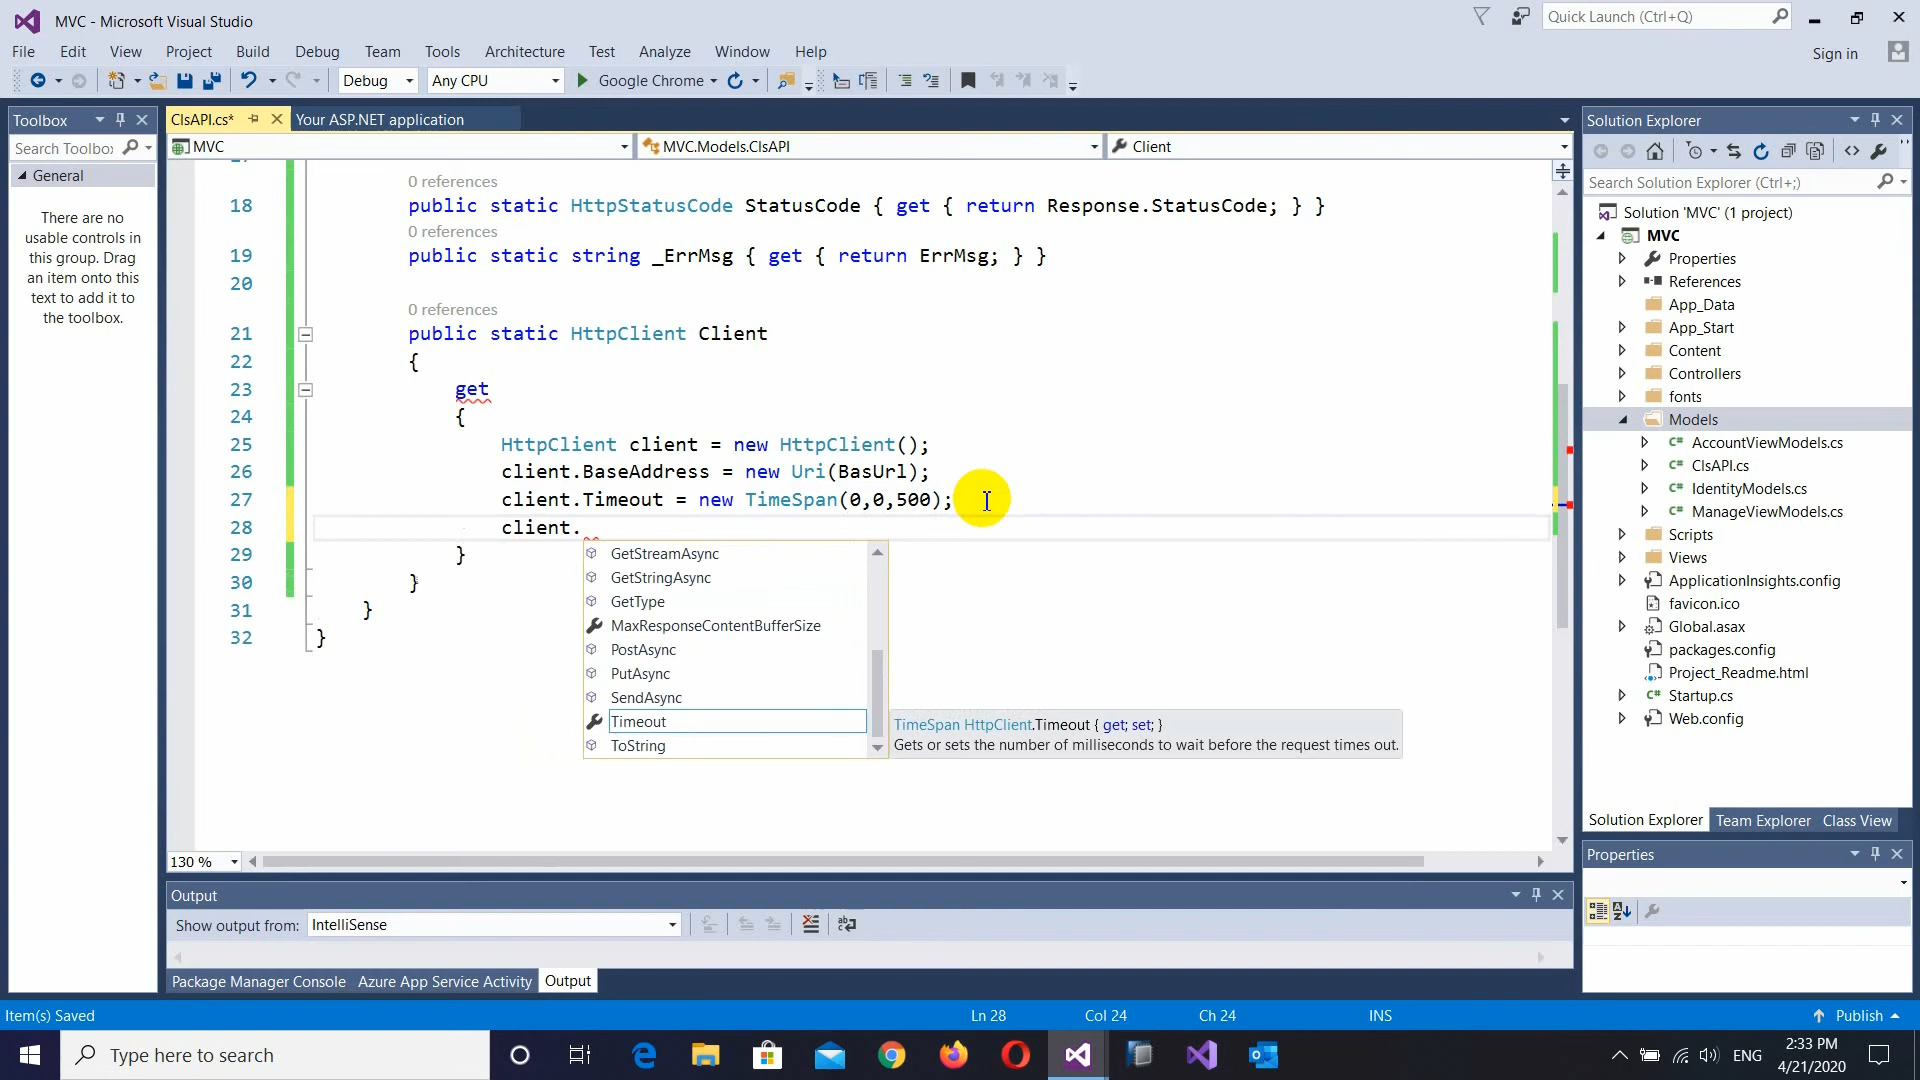 MVC - Microsoft Visual Studio
Quick Launch (Ctrl+Q)
File Edit View Project Build Debug Team Tools Architecture Test Analyze Window Help
Sign in
Debug Any CPU Google Chrome
Toolbox
Search Toolbox
General
There are no
usable controls in
this group. Drag
an item onto this
text to add it to
the toolbox.
ClsAPI.cs* Your ASP.NET application
MVC MVC.Models.ClsAPI Client
0 references
18 public static HttpStatusCode StatusCode { get { return Response.StatusCode; } }
0 references
19 public static string _ErrMsg { get { return ErrMsg; } }
20
0 references
21 public static HttpClient Client
22 {
23 get
24 {
25 HttpClient client = new HttpClient();
26 client.BaseAddress = new Uri(BasUrl);
27 client.Timeout = new TimeSpan(0,0,500);
28 client.
29 }
30 }
31 }
32 }
GetStreamAsync
GetStringAsync
GetType
MaxResponseContentBufferSize
PostAsync
PutAsync
SendAsync
Timeout
ToString
TimeSpan HttpClient.Timeout { get; set; }
Gets or sets the number of milliseconds to wait before the request times out.
130 %
Output
Show output from: IntelliSense
Package Manager Console Azure App Service Activity Output
Solution Explorer
Search Solution Explorer (Ctrl+;)
Solution 'MVC' (1 project)
MVC
Properties
References
App_Data
App_Start
Content
Controllers
fonts
Models
C# AccountViewModels.cs
C# ClsAPI.cs
C# IdentityModels.cs
C# ManageViewModels.cs
Scripts
Views
ApplicationInsights.config
favicon.ico
Global.asax
packages.config
Project_Readme.html
C# Startup.cs
Web.config
Solution Explorer Team Explorer Class View
Properties
Item(s) Saved Ln 28 Col 24 Ch 24 INS Publish
Type here to search
ENG
2:33 PM
4/21/2020